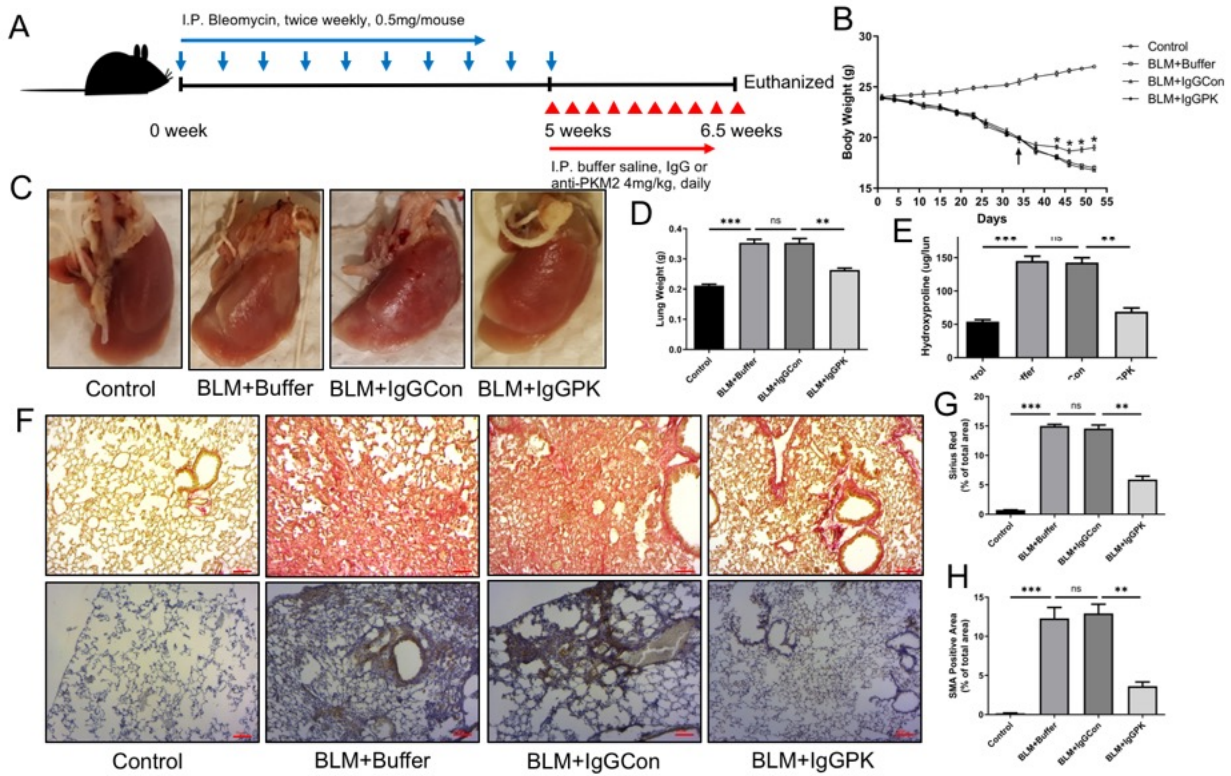 A
I.P. Bleomycin, twice weekly, 0.5mg/mouse
Euthanized
0 week
5 weeks
6.5 weeks
I.P. buffer saline, IgG or
anti-PKM2 4mg/kg, daily
B
Body Weight (g)
30
25
20
15
0
5
10
15
20
25
30
35
40
45
50
55
Days
*
*
*
*
Control
BLM+Buffer
BLM+IgGCon
BLM+IgGPK
C
Control
BLM+Buffer
BLM+IgGCon
BLM+IgGPK
D
Lung Weight (g)
0.4
0.3
0.2
0.1
0.0
***
ns
**
Control
BLM+Buffer
BLM+IgGCon
BLM+IgGPK
E
Hydroxyproline (ug/lun
150
100
50
0
***
ns
**
ntrol
uffer
Con
GPK
F
Control
BLM+Buffer
BLM+IgGCon
BLM+IgGPK
G
Sirius Red
(% of total area)
15
10
5
0
***
ns
**
Control
BLM+Buffer
BLM+IgGCon
BLM+IgGPK
H
SMA Positive Area
(% of total area)
15
10
5
0
***
ns
**
Control
BLM+Buffer
BLM+IgGCon
BLM+IgGPK